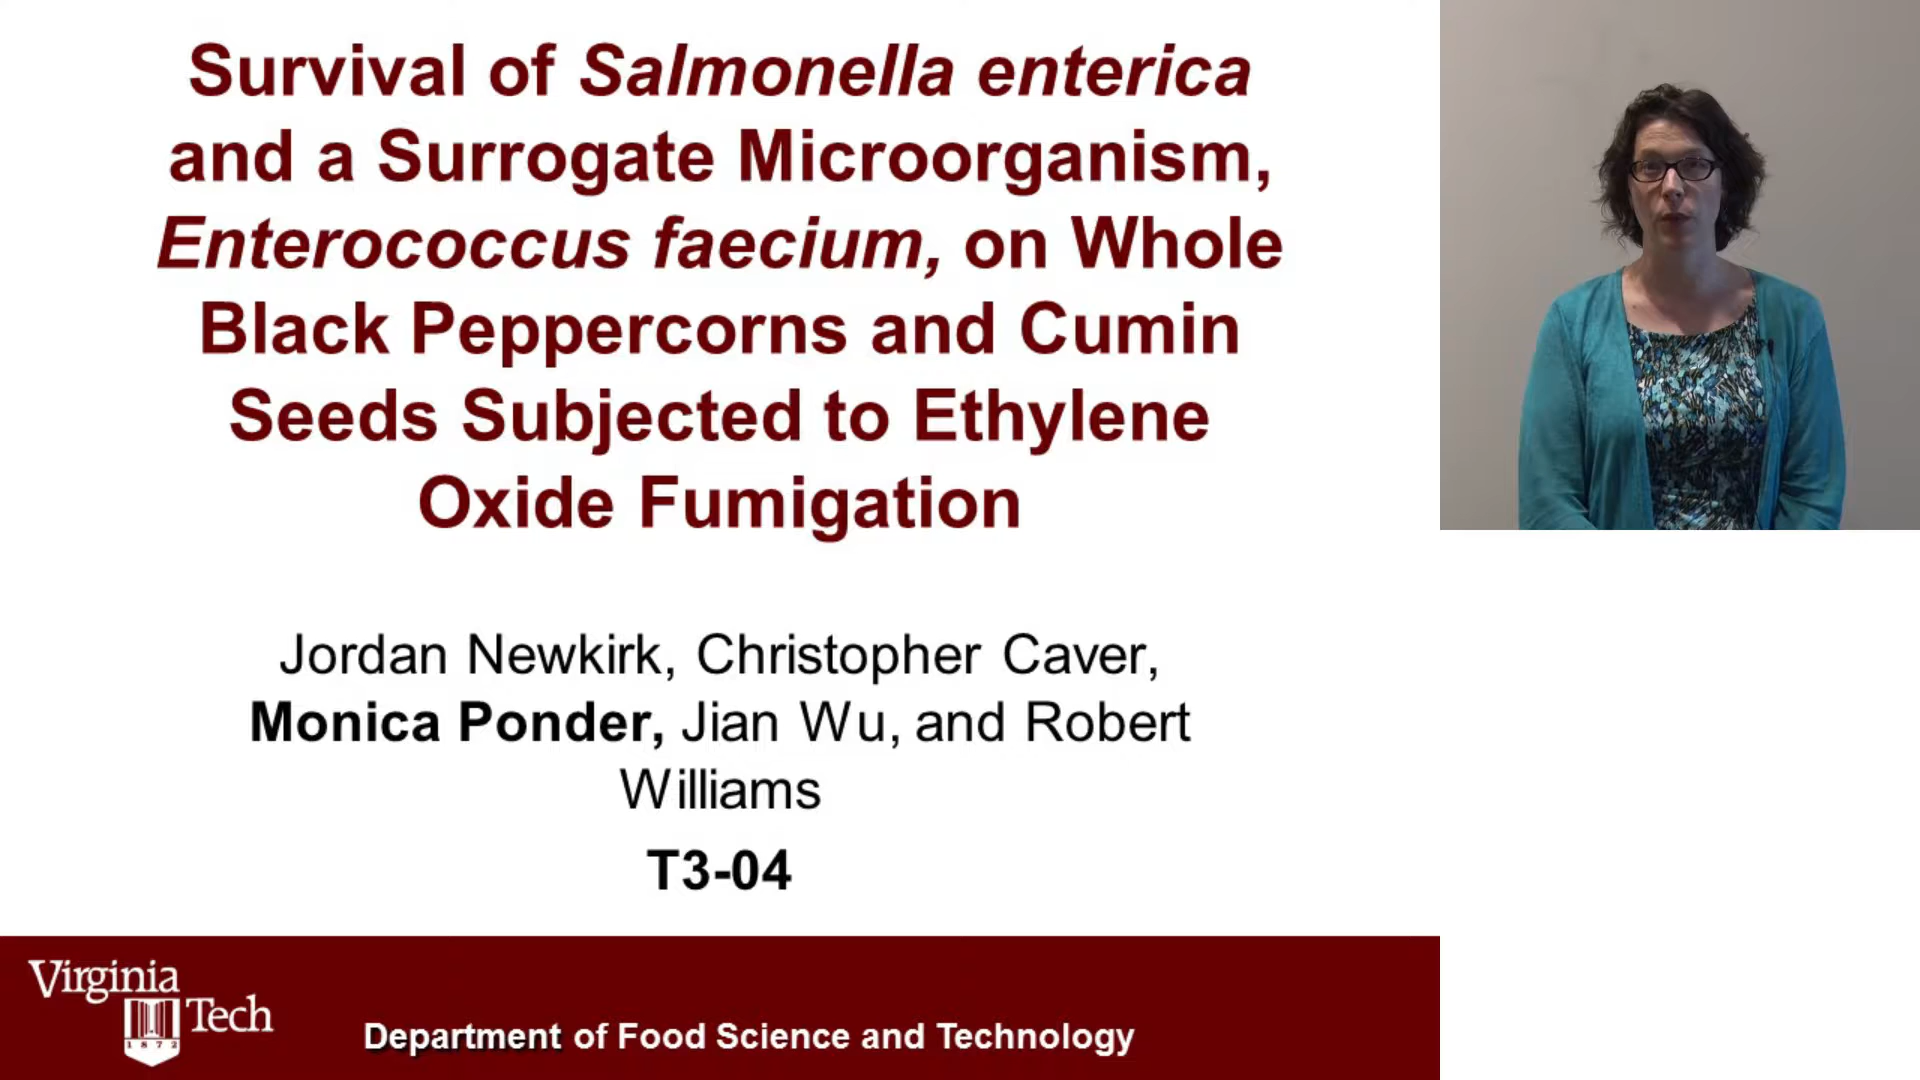 Survival of Salmonella enterica
and a Surrogate Microorganism,
Enterococcus faecium, on Whole
Black Peppercorns and Cumin
Seeds Subjected to Ethylene
Oxide Fumigation
Jordan Newkirk, Christopher Caver,
Monica Ponder, Jian Wu, and Robert
Williams
T3-04
Virginia
Tech
1872
Department of Food Science and Technology